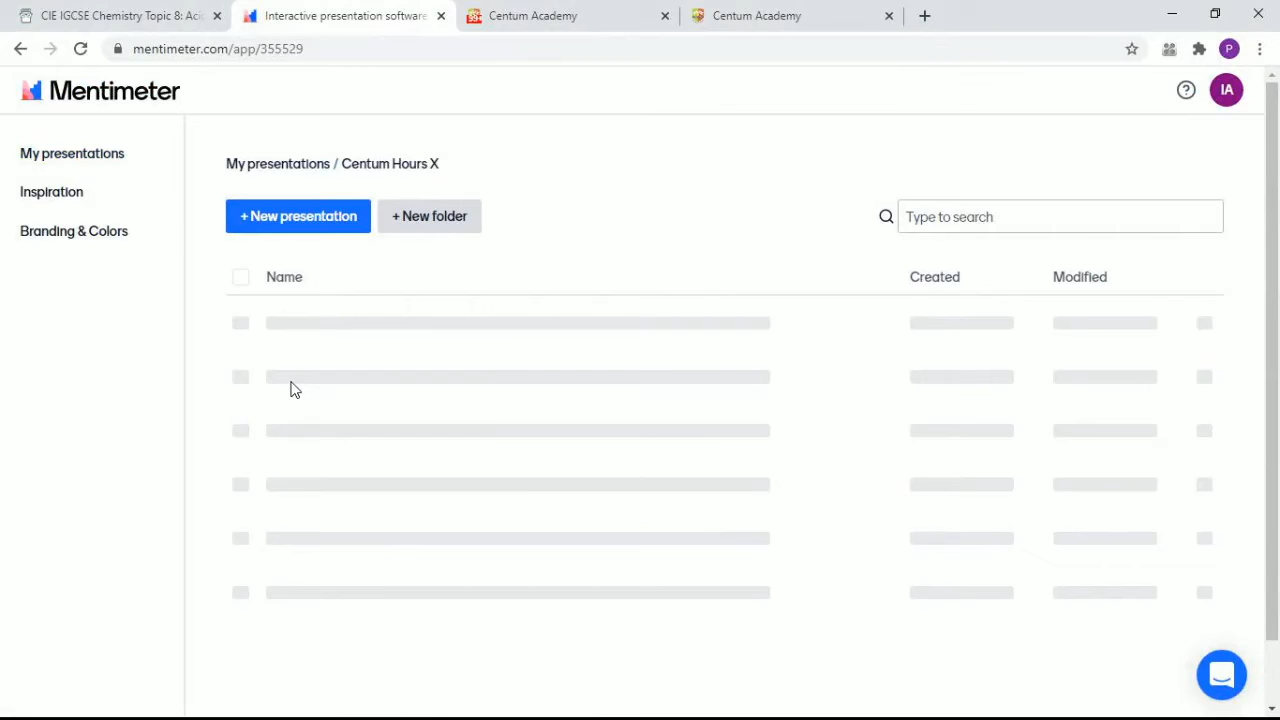 CIE IGCSE Chemistry Topic 8: Acid
Interactive presentation software
Centum Academy
Centum Academy
mentimeter.com/app/355529
P
Mentimeter
IA
My presentations
Inspiration
Branding & Colors
My presentations / Centum Hours X
+ New presentation
+ New folder
Type to search
Name
Created
Modified